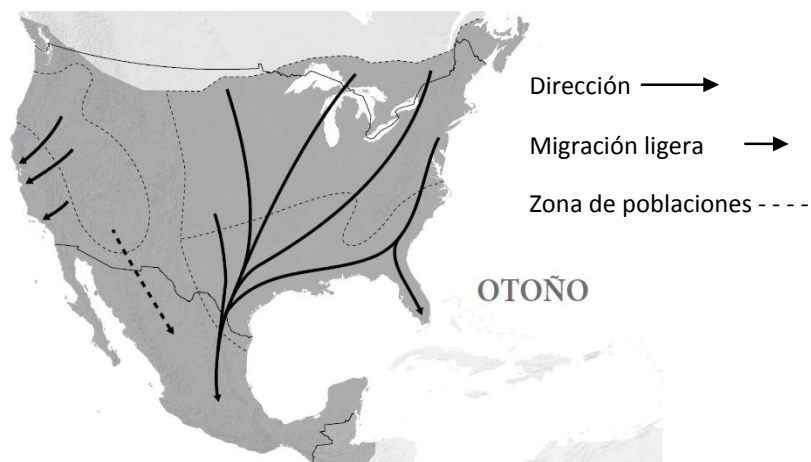 Dirección
Migración ligera
Zona de poblaciones
OTOÑO